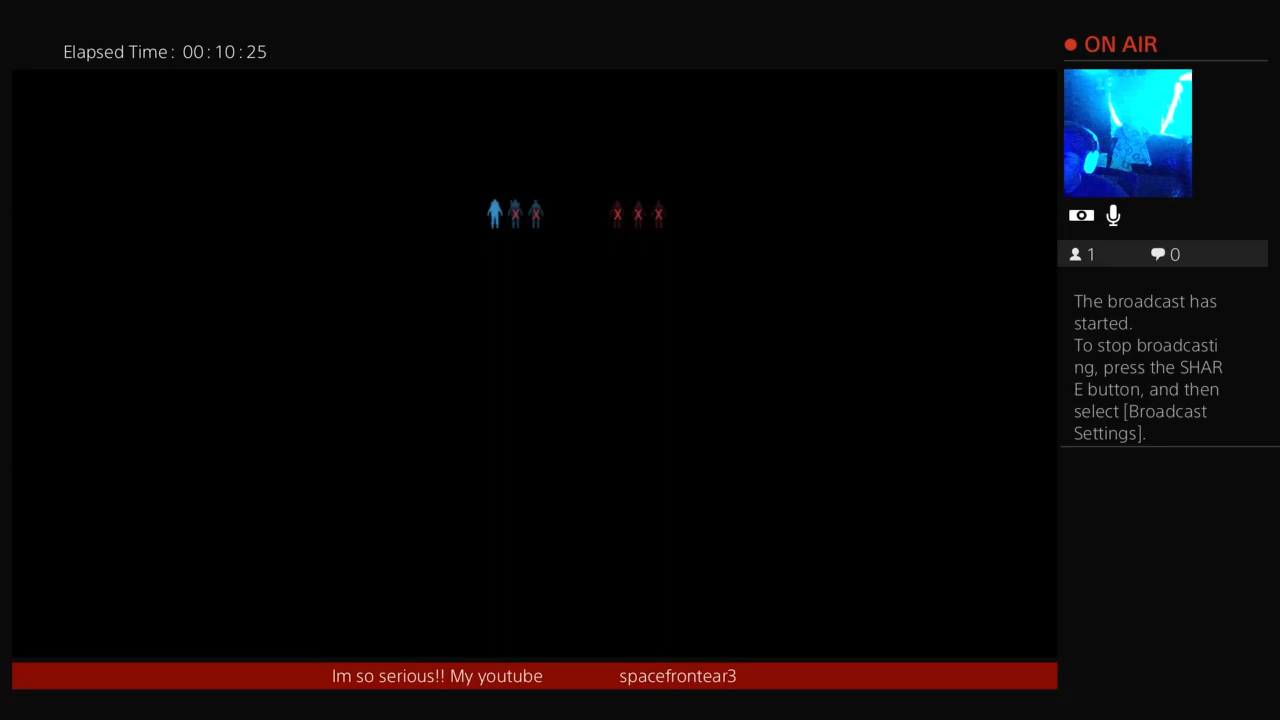 Elapsed Time: 00:10:25
ON AIR
1 0
The broadcast has
started.
To stop broadcasti
ng, press the SHAR
E button, and then
select [Broadcast
Settings].
Im so serious!! My youtube spacefrontear3